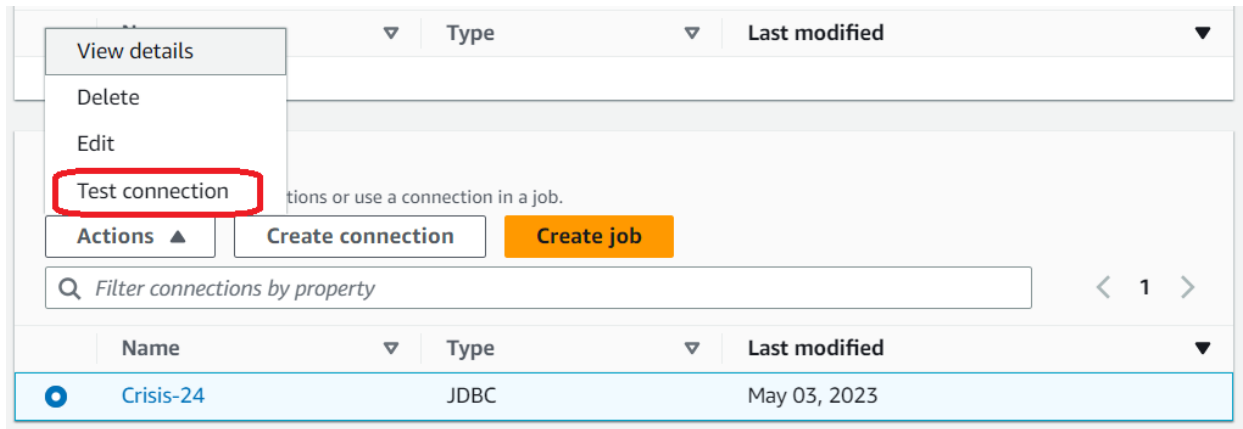 Type Last modified
View details
Delete
Edit
Test connection
tions or use a connection in a job.
Actions Create connection Create job
Filter connections by property
1
Name Type Last modified
Crisis-24 JDBC May 03, 2023